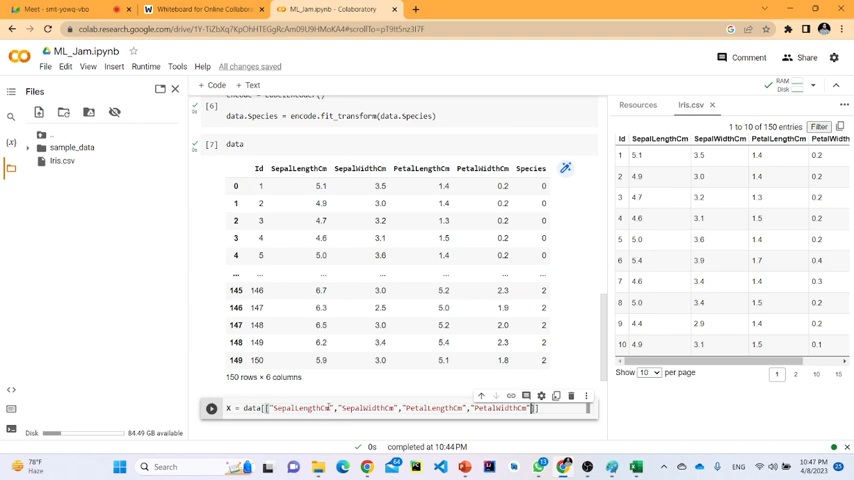 Meet - smt-yowq-vbo
Whiteboard for Online Collabora
ML_Jam.ipynb - Colaboratory
colab.research.google.com/drive/1Y-TiZbXq7KpOhHTEGgRcAm09U9HMoKA4#scrollTo=pT9It5nz3G7F
ML_Jam.ipynb
File Edit View Insert Runtime Tools Help All changes saved
Comment Share
Files
+ Code + Text
RAM
Disk
..
sample_data
Iris.csv
[6]
data.Species = encode.fit_transform(data.Species)
[7] data
Id SepalLengthCm SepalWidthCm PetalLengthCm PetalWidthCm Species
0 1 5.1 3.5 1.4 0.2 0
1 2 4.9 3.0 1.4 0.2 0
2 3 4.7 3.2 1.3 0.2 0
3 4 4.6 3.1 1.5 0.2 0
4 5 5.0 3.6 1.4 0.2 0
... ... ... ... ... ... ...
145 146 6.7 3.0 5.2 2.3 2
146 147 6.3 2.5 5.0 1.9 2
147 148 6.5 3.0 5.2 2.0 2
148 149 6.2 3.4 5.4 2.3 2
149 150 5.9 3.0 5.1 1.8 2
150 rows × 6 columns
X = data[["SepalLengthCm","SepalWidthCm","PetalLengthCm","PetalWidthCm"]]
Resources Iris.csv
1 to 10 of 150 entries Filter
Id SepalLengthCm SepalWidthCm PetalLengthCm PetalWidth
1 5.1 3.5 1.4 0.2
2 4.9 3.0 1.4 0.2
3 4.7 3.2 1.3 0.2
4 4.6 3.1 1.5 0.2
5 5.0 3.6 1.4 0.2
6 5.4 3.9 1.7 0.4
7 4.6 3.4 1.4 0.3
8 5.0 3.4 1.5 0.2
9 4.4 2.9 1.4 0.2
10 4.9 3.1 1.5 0.1
Show 10 per page
1 2 10 15
Disk 84.49 GB available
0s completed at 10:44PM
78°F
Haze
Search
64
ENG
10:47 PM
4/8/2023